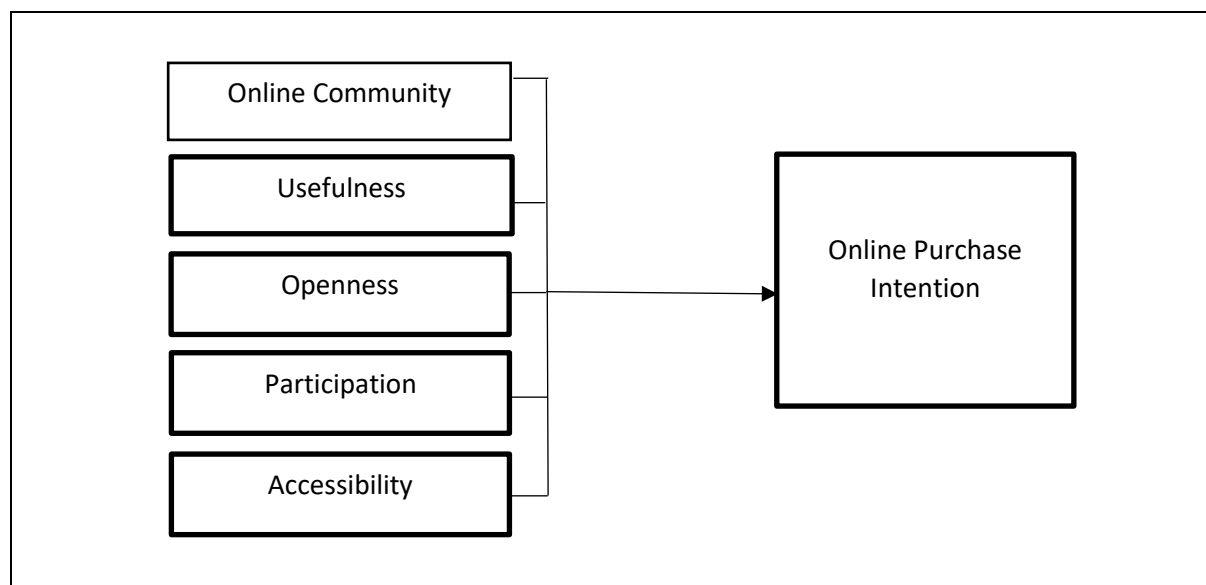 Online Community
Usefulness
Openness
Participation
Accessibility
Online Purchase
Intention